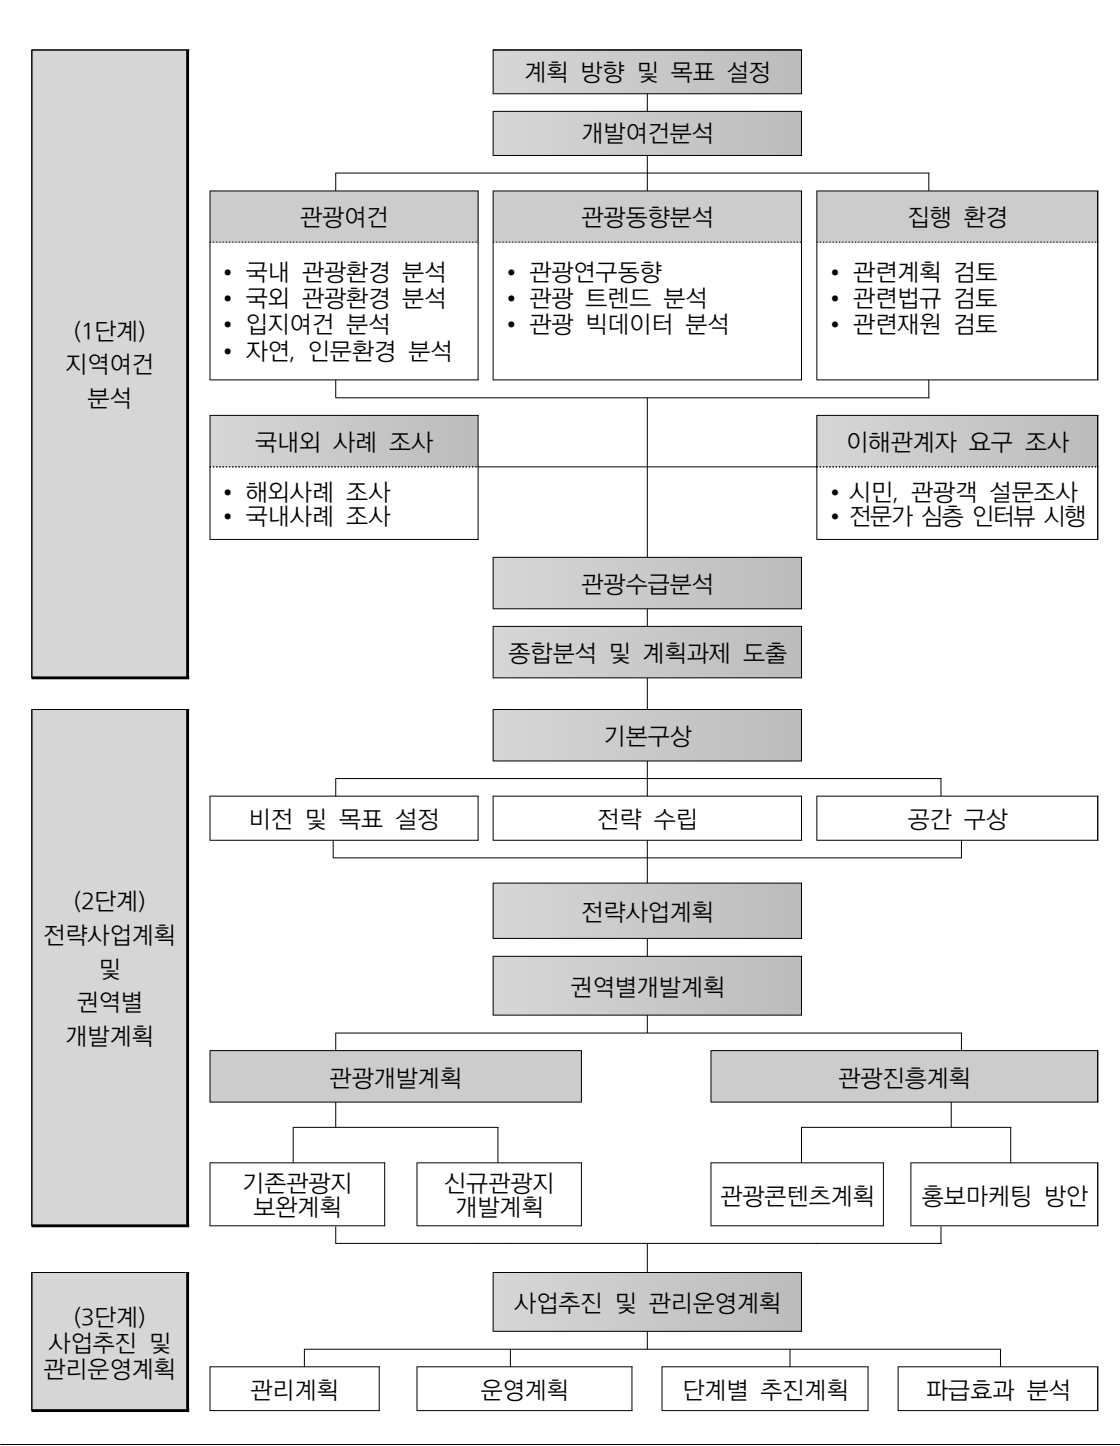 (1단계)
지역여건
분석
계획 방향 및 목표 설정
개발여건분석
관광여건
• 국내 관광환경 분석
• 국외 관광환경 분석
• 입지여건 분석
• 자연, 인문환경 분석
관광동향분석
• 관광연구동향
• 관광 트렌드 분석
• 관광 빅데이터 분석
집행 환경
• 관련계획 검토
• 관련법규 검토
• 관련재원 검토
국내외 사례 조사
• 해외사례 조사
• 국내사례 조사
이해관계자 요구 조사
• 시민, 관광객 설문조사
• 전문가 심층 인터뷰 시행
관광수급분석
종합분석 및 계획과제 도출
(2단계)
전략사업계획
및
권역별
개발계획
기본구상
비전 및 목표 설정
전략 수립
공간 구상
전략사업계획
권역별개발계획
관광개발계획
관광진흥계획
기존관광지
보완계획
신규관광지
개발계획
관광콘텐츠계획
홍보마케팅 방안
(3단계)
사업추진 및
관리운영계획
사업추진 및 관리운영계획
관리계획
운영계획
단계별 추진계획
파급효과 분석